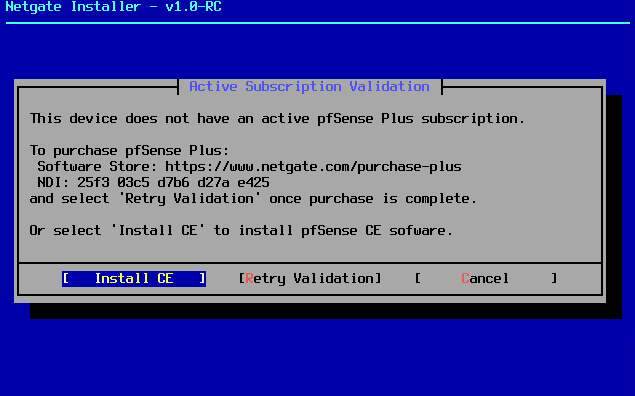 Netgate Installer - v1.0-RC
Active Subscription Validation
This device does not have an active pfSense Plus subscription.
To purchase pfSense Plus:
Software Store: https://www.netgate.com/purchase-plus
NDI: 25f3 03c5 d7b6 d27a e425
and select 'Retry Validation' once purchase is complete.
Or select 'Install CE' to install pfSense CE sofware.
[ Install CE ] [Retry Validation] [ Cancel ]